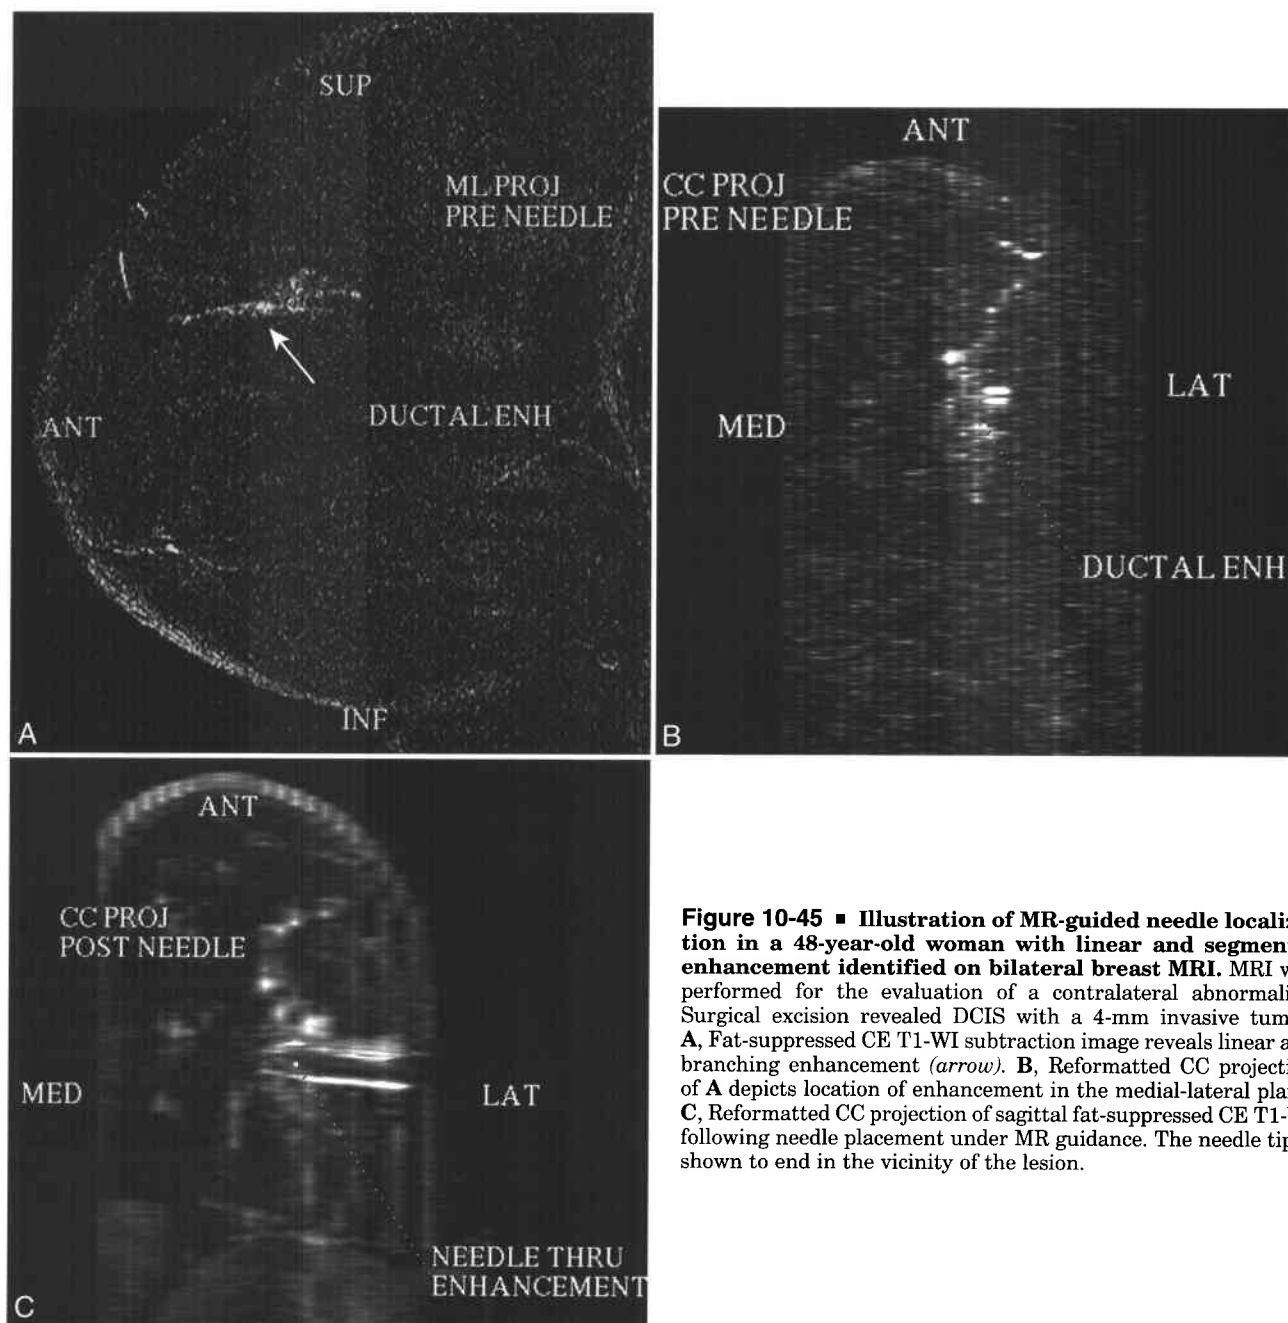 SUP
ML PROJ
PRE NEEDLE
ANT
DUCTAL ENH
INF
A
ANT
CC PROJ
PRE NEEDLE
MED
LAT
DUCTAL ENH
B
ANT
CC PROJ
POST NEEDLE
MED
LAT
NEEDLE THRU
ENHANCEMENT
C
Figure 10-45 ■ Illustration of MR-guided needle localiz
tion in a 48-year-old woman with linear and segment
enhancement identified on bilateral breast MRI. MRI w
performed for the evaluation of a contralateral abnormali
Surgical excision revealed DCIS with a 4-mm invasive tum
A, Fat-suppressed CE T1-WI subtraction image reveals linear a
branching enhancement (arrow). B, Reformatted CC projecti
of A depicts location of enhancement in the medial-lateral plan
C, Reformatted CC projection of sagittal fat-suppressed CE T1-
following needle placement under MR guidance. The needle tip
shown to end in the vicinity of the lesion.